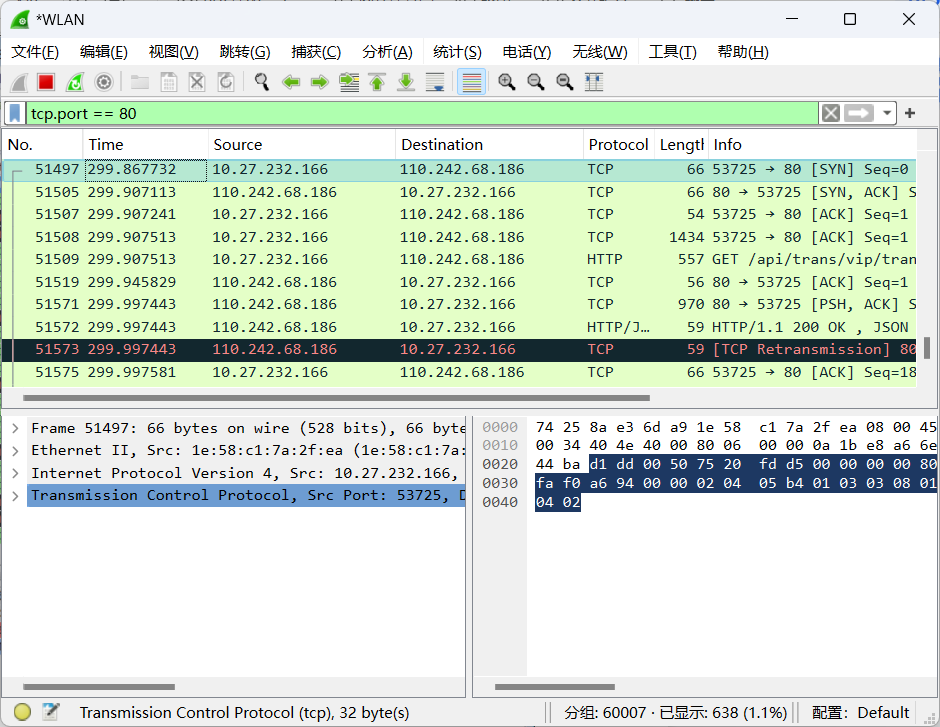 *WLAN
文件(F) 编辑(E) 视图(V) 跳转(G) 捕获(C) 分析(A) 统计(S) 电话(Y) 无线(W) 工具(T) 帮助(H)
tcp.port == 80
No. Time Source Destination Protocol Lengtl Info
51497 299.867732 10.27.232.166 110.242.68.186 TCP 66 53725 → 80 [SYN] Seq=0
51505 299.907113 110.242.68.186 10.27.232.166 TCP 66 80 → 53725 [SYN, ACK] S
51507 299.907241 10.27.232.166 110.242.68.186 TCP 54 53725 → 80 [ACK] Seq=1
51508 299.907513 10.27.232.166 110.242.68.186 TCP 1434 53725 → 80 [ACK] Seq=1
51509 299.907513 10.27.232.166 110.242.68.186 HTTP 557 GET /api/trans/vip/tran
51519 299.945829 110.242.68.186 10.27.232.166 TCP 56 80 → 53725 [ACK] Seq=1
51571 299.997443 110.242.68.186 10.27.232.166 TCP 970 80 → 53725 [PSH, ACK] S
51572 299.997443 110.242.68.186 10.27.232.166 HTTP/J… 59 HTTP/1.1 200 OK , JSON
51573 299.997443 110.242.68.186 10.27.232.166 TCP 59 [TCP Retransmission] 80
51575 299.997581 10.27.232.166 110.242.68.186 TCP 66 53725 → 80 [ACK] Seq=18
Frame 51497: 66 bytes on wire (528 bits), 66 byte
Ethernet II, Src: 1e:58:c1:7a:2f:ea (1e:58:c1:7a:
Internet Protocol Version 4, Src: 10.27.232.166,
Transmission Control Protocol, Src Port: 53725, D
0000 74 25 8a e3 6d a9 1e 58 c1 7a 2f ea 08 00 45
0010 00 34 40 4e 40 00 80 06 00 00 0a 1b e8 a6 6e
0020 44 ba d1 dd 00 50 75 20 fd d5 00 00 00 00 80
0030 fa f0 a6 94 00 00 02 04 05 b4 01 03 03 08 01
0040 04 02
Transmission Control Protocol (tcp), 32 byte(s) 分组: 60007 · 已显示: 638 (1.1%) 配置: Default